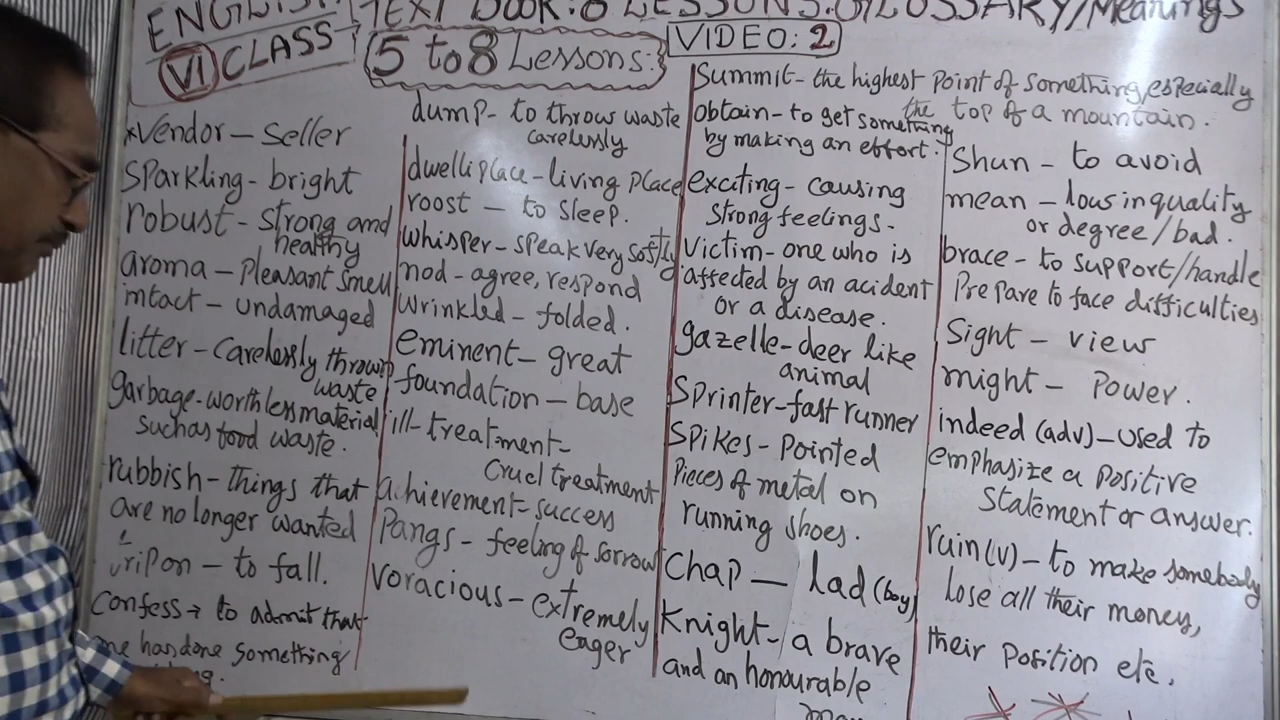 ENGLISH TEXT BOOK: 8 LESSONS: GLOSSARY/Meanings
VI CLASS
5 to 8 Lessons:
VIDEO: 2
*Vendor - Seller
Sparkling - bright
robust - strong and
healthy
aroma - pleasant smell
intact - undamaged
litter - carelessly thrown
waste
garbage - worthless material
such as food waste.
rubbish - things that
are no longer wanted
- to fall.
Confess → to admit that
one has done something
dump - to throw waste
carelessly
dwelli place - living place
roost - to sleep.
whisper - speak very softly
nod - agree, respond
wrinkled - folded.
eminent - great
foundation - base
ill-treatment -
cruel treatment
achievement - success
Pangs - feeling of sorrow
voracious - extremely
eager
Summit - the highest point of something, especially
the top of a mountain.
obtain - to get something
by making an effort.
exciting - causing
strong feelings.
victim - one who is
affected by an acident
or a disease.
gazelle - deer like
animal
Sprinter - fast runner
Spikes - Pointed
Pieces of metal on
running shoes.
Chap - lad (boy)
Knight - a brave
and an honourable
man
Shun - to avoid
mean - low in quality
or degree/bad.
brace - to support/handle
Prepare to face difficulties
Sight - view
might - Power.
indeed (adv) - used to
emphasize a positive
statement or answer.
ruin (v) - to make somebody
lose all their money,
their position etc.